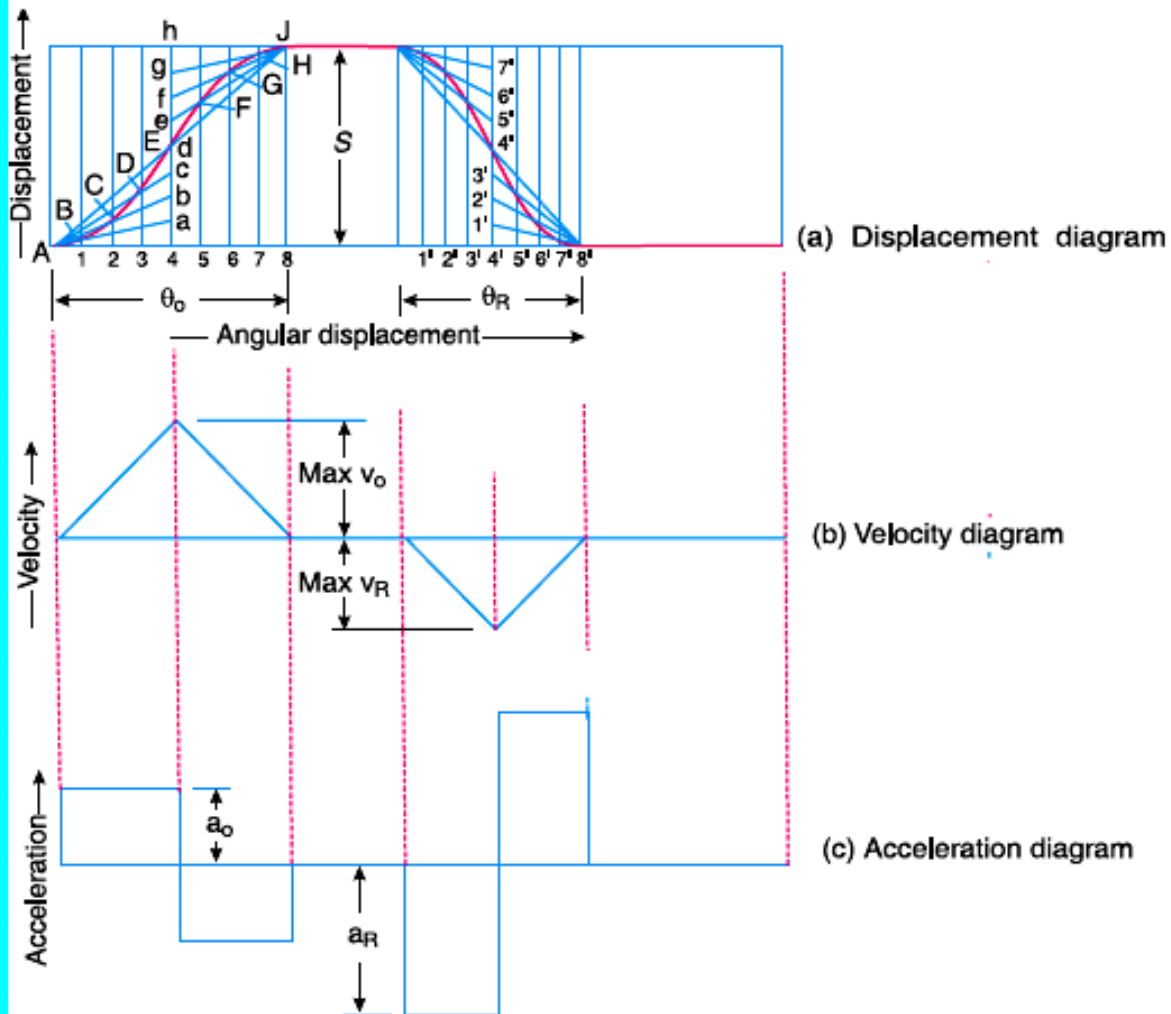 Displacement
h
J
g
H
f
G
e
F
E
d
S
D
c
C
b
B
a
A
1 2 3 4 5 6 7 8
7"
6"
5"
4"
3'
2'
1'
1" 2" 3' 4' 5" 6' 7" 8"
(a) Displacement diagram
θo
θR
Angular displacement
Velocity
Max vo
Max vR
(b) Velocity diagram
Acceleration
ao
aR
(c) Acceleration diagram